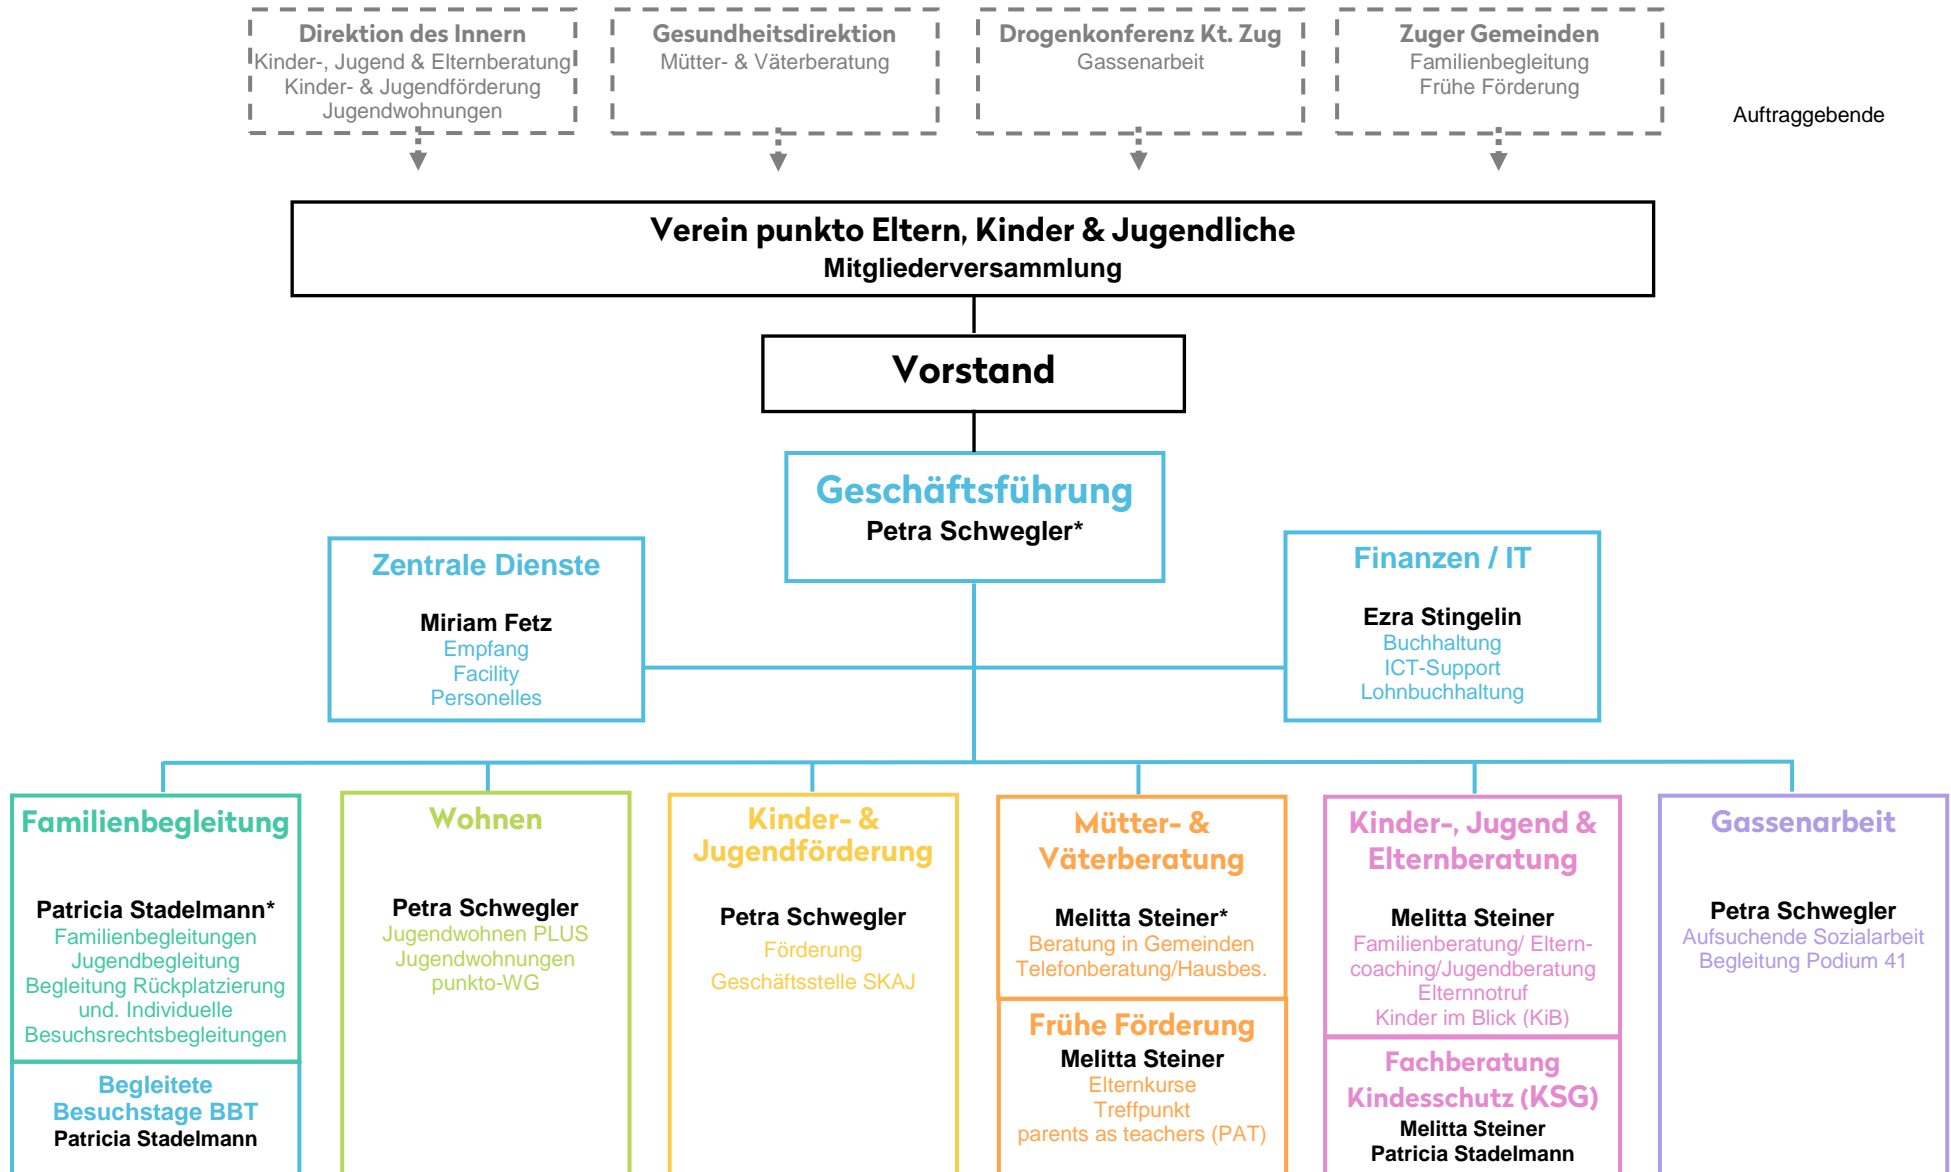 Direktion des Innern
Kinder-, Jugend & Elternberatung
Kinder- & Jugendförderung
Jugendwohnungen
Gesundheitsdirektion
Mütter- & Väterberatung
Drogenkonferenz Kt. Zug
Gassenarbeit
Zuger Gemeinden
Familienbegleitung
Frühe Förderung
Auftraggebende
Verein punkto Eltern, Kinder & Jugendliche
Mitgliederversammlung
Vorstand
Geschäftsführung
Petra Schwegler*
Zentrale Dienste
Miriam Fetz
Empfang
Facility
Personelles
Finanzen / IT
Ezra Stingelin
Buchhaltung
ICT-Support
Lohnbuchhaltung
Familienbegleitung
Patricia Stadelmann*
Familienbegleitungen
Jugendbegleitung
Begleitung Rückplatzierung
und. Individuelle
Besuchsrechtsbegleitungen
Begleitete
Besuchstage BBT
Patricia Stadelmann
Wohnen
Petra Schwegler
Jugendwohnen PLUS
Jugendwohnungen
punkto-WG
Kinder- &
Jugendförderung
Petra Schwegler
Förderung
Geschäftsstelle SKAJ
Mütter- &
Väterberatung
Melitta Steiner*
Beratung in Gemeinden
Telefonberatung/Hausbes.
Frühe Förderung
Melitta Steiner
Elternkurse
Treffpunkt
parents as teachers (PAT)
Kinder-, Jugend &
Elternberatung
Melitta Steiner
Familienberatung/ Eltern-
coaching/Jugendberatung
Elternnotruf
Kinder im Blick (KiB)
Fachberatung
Kindesschutz (KSG)
Melitta Steiner
Patricia Stadelmann
Gassenarbeit
Petra Schwegler
Aufsuchende Sozialarbeit
Begleitung Podium 41